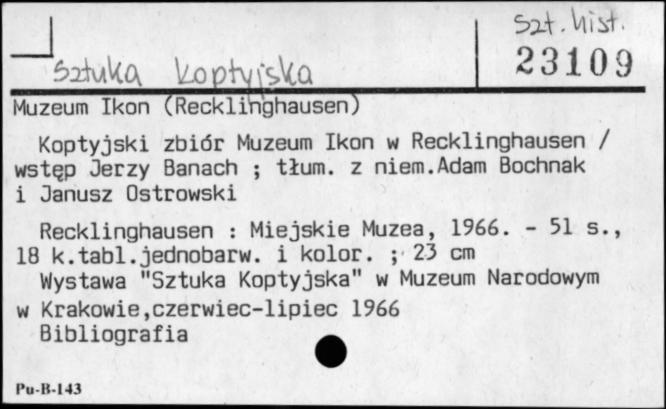 Szt. hist.
Sztuka koptyjska
23109
Muzeum Ikon (Recklinghausen)
Koptyjski zbiór Muzeum Ikon w Recklinghausen /
wstęp Jerzy Banach ; tłum. z niem.Adam Bochnak
i Janusz Ostrowski
Recklinghausen : Miejskie Muzea, 1966. - 51 s.,
18 k.tabl.jednobarw. i kolor. ; 23 cm
Wystawa "Sztuka Koptyjska" w Muzeum Narodowym
w Krakowie,czerwiec-lipiec 1966
Bibliografia
Pu-B-143